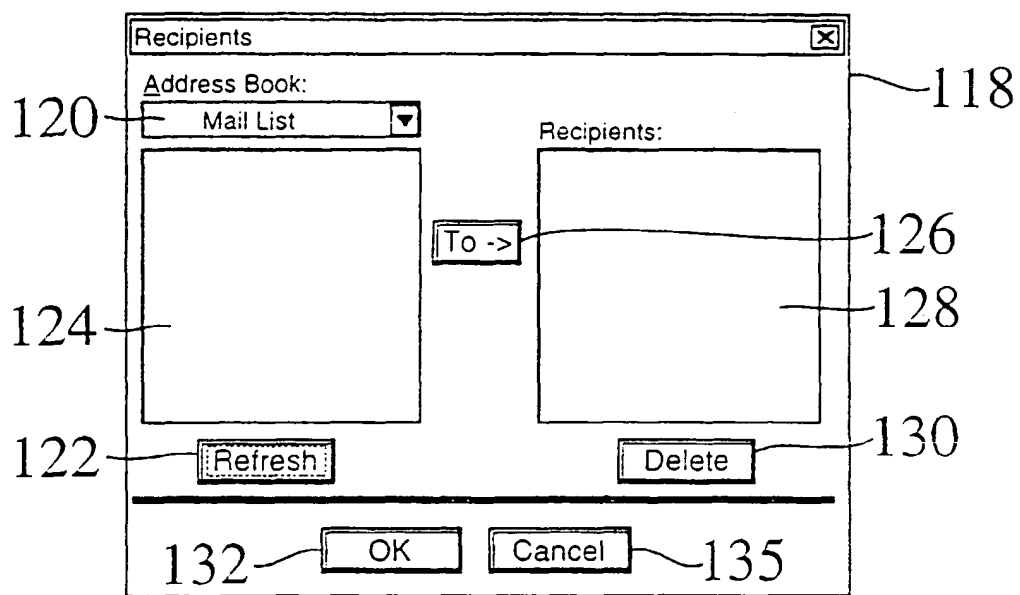 Recipients
118
Address Book:
120
Mail List
Recipients:
To ->
126
124
128
122
Refresh
Delete
130
132
OK
Cancel
135